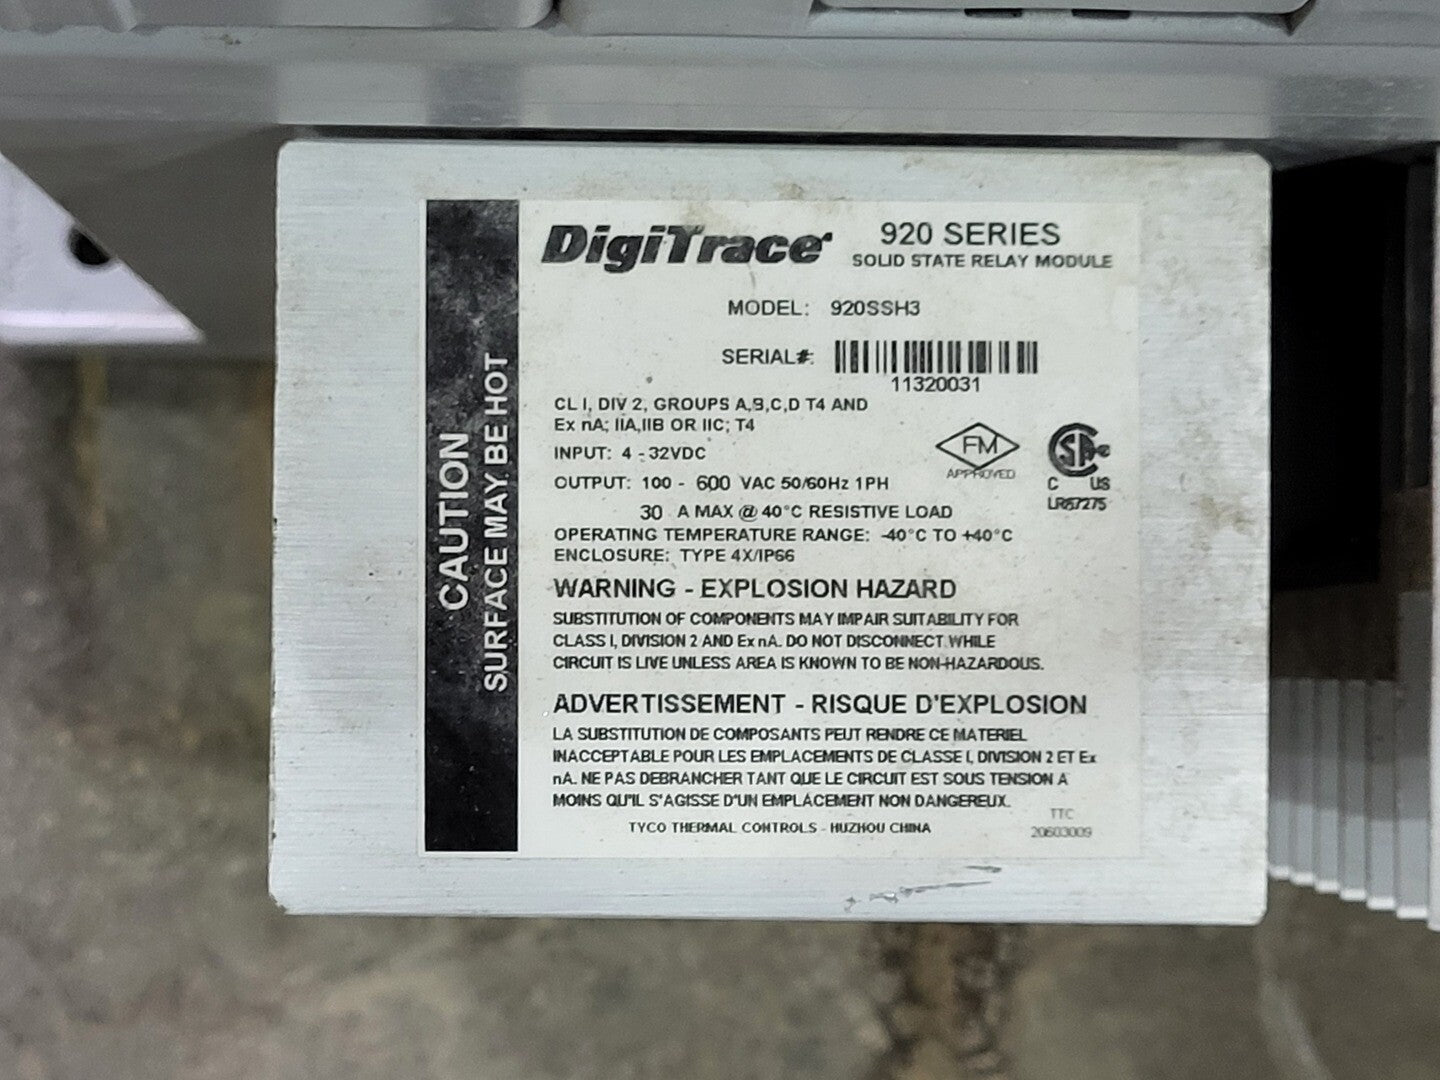 CAUTION
SURFACE MAY BE HOT
DigiTrace
920 SERIES
SOLID STATE RELAY MODULE
MODEL: 920SSH3
SERIAL#:
11320031
CL I, DIV 2, GROUPS A,B,C,D T4 AND
Ex nA; IIA,IIB OR IIC; T4
INPUT: 4 - 32VDC
OUTPUT: 100 - 600 VAC 50/60Hz 1PH
30 A MAX @ 40°C RESISTIVE LOAD
FM
APPROVED
C US
LR67275
OPERATING TEMPERATURE RANGE: -40°C TO +40°C
ENCLOSURE: TYPE 4X/IP66
WARNING - EXPLOSION HAZARD
SUBSTITUTION OF COMPONENTS MAY IMPAIR SUITABILITY FOR
CLASS I, DIVISION 2 AND Ex nA. DO NOT DISCONNECT WHILE
CIRCUIT IS LIVE UNLESS AREA IS KNOWN TO BE NON-HAZARDOUS.
ADVERTISSEMENT - RISQUE D'EXPLOSION
LA SUBSTITUTION DE COMPOSANTS PEUT RENDRE CE MATERIEL
INACCEPTABLE POUR LES EMPLACEMENTS DE CLASSE I, DIVISION 2 ET Ex
nA. NE PAS DEBRANCHER TANT QUE LE CIRCUIT EST SOUS TENSION A
MOINS QU'IL S'AGISSE D'UN EMPLACEMENT NON DANGEREUX.
TYCO THERMAL CONTROLS - HUZHOU CHINA
TTC
20603009